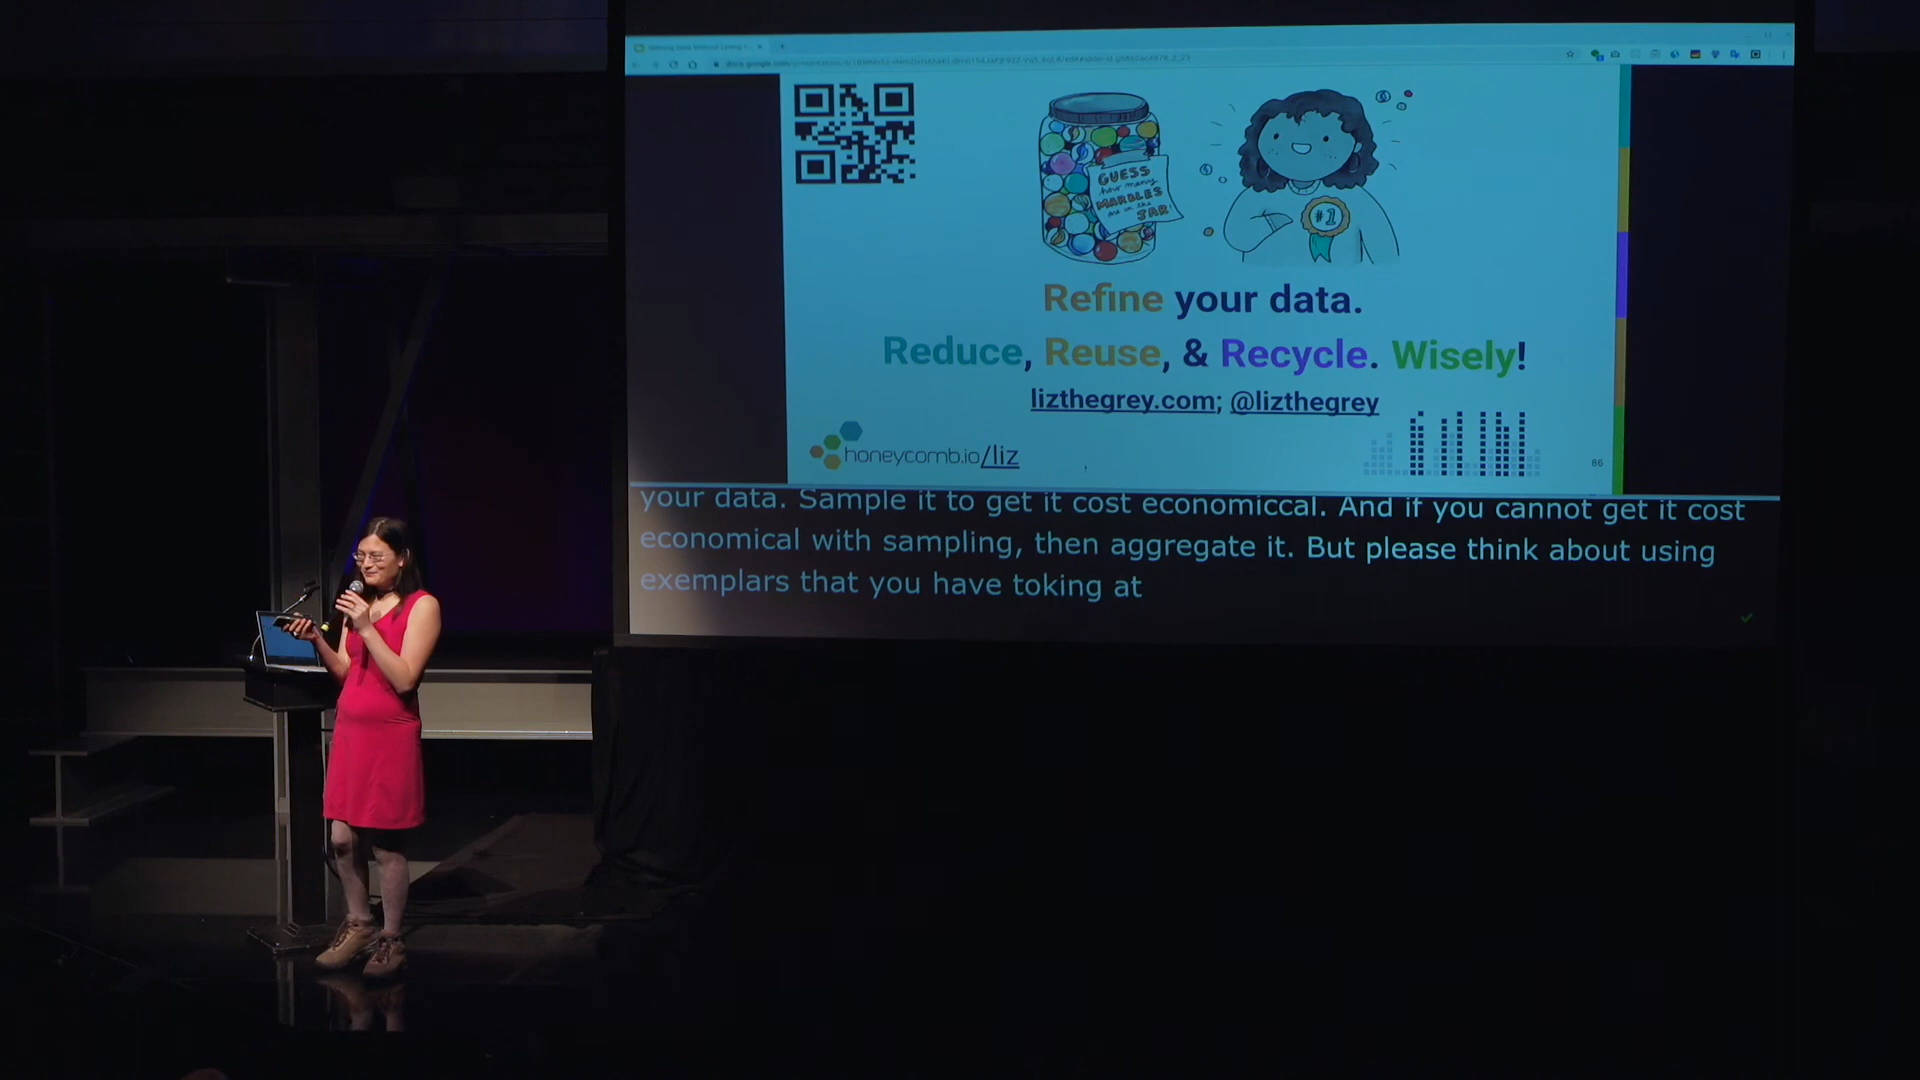 GUESS
how many
MARBLES
are in the
JAR!
#1
Refine your data.
Reduce, Reuse, & Recycle. Wisely!
lizthegrey.com; @lizthegrey
honeycomb.io/liz
86
your data. Sample it to get it cost economiccal. And if you cannot get it cost
economical with sampling, then aggregate it. But please think about using
exemplars that you have toking at